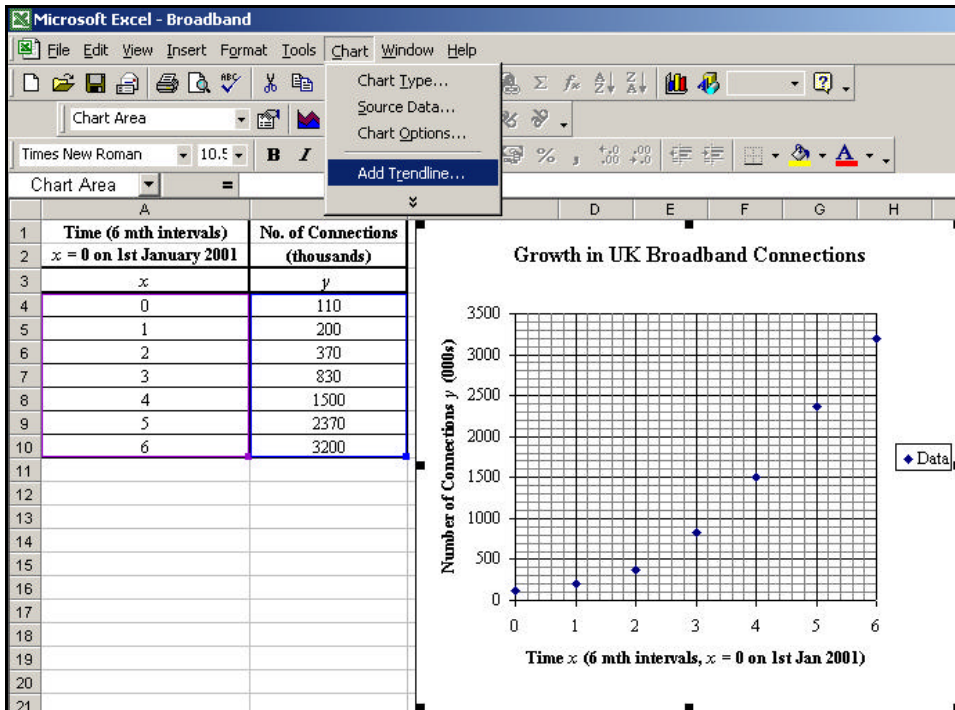 Microsoft Excel - Broadband
File Edit View Insert Format Tools Chart Window Help
Chart Type...
Source Data...
Chart Options...
Add Trendline...
ABC
Σ fx
Chart Area
Times New Roman 10.5 B I
% ,
Chart Area =
A D E F G H
1 Time (6 mth intervals) No. of Connections
2 x = 0 on 1st January 2001 (thousands)
3 x y
4 0 110
5 1 200
6 2 370
7 3 830
8 4 1500
9 5 2370
10 6 3200
11
12
13
14
15
16
17
18
19
20
21
Growth in UK Broadband Connections
Number of Connections y (000s)
3500
3000
2500
2000
1500
1000
500
0
0 1 2 3 4 5 6
Time x (6 mth intervals, x = 0 on 1st Jan 2001)
Data